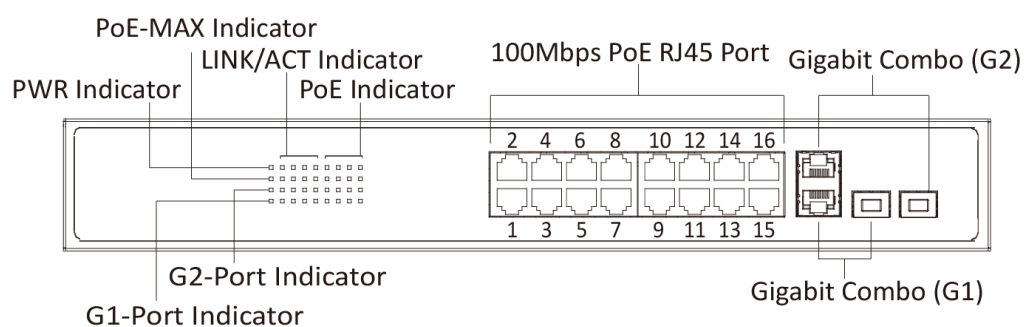 PoE-MAX Indicator
LINK/ACT Indicator
PWR Indicator
PoE Indicator
100Mbps PoE RJ45 Port
Gigabit Combo (G2)
2 4 6 8 10 12 14 16
1 3 5 7 9 11 13 15
G2-Port Indicator
G1-Port Indicator
Gigabit Combo (G1)